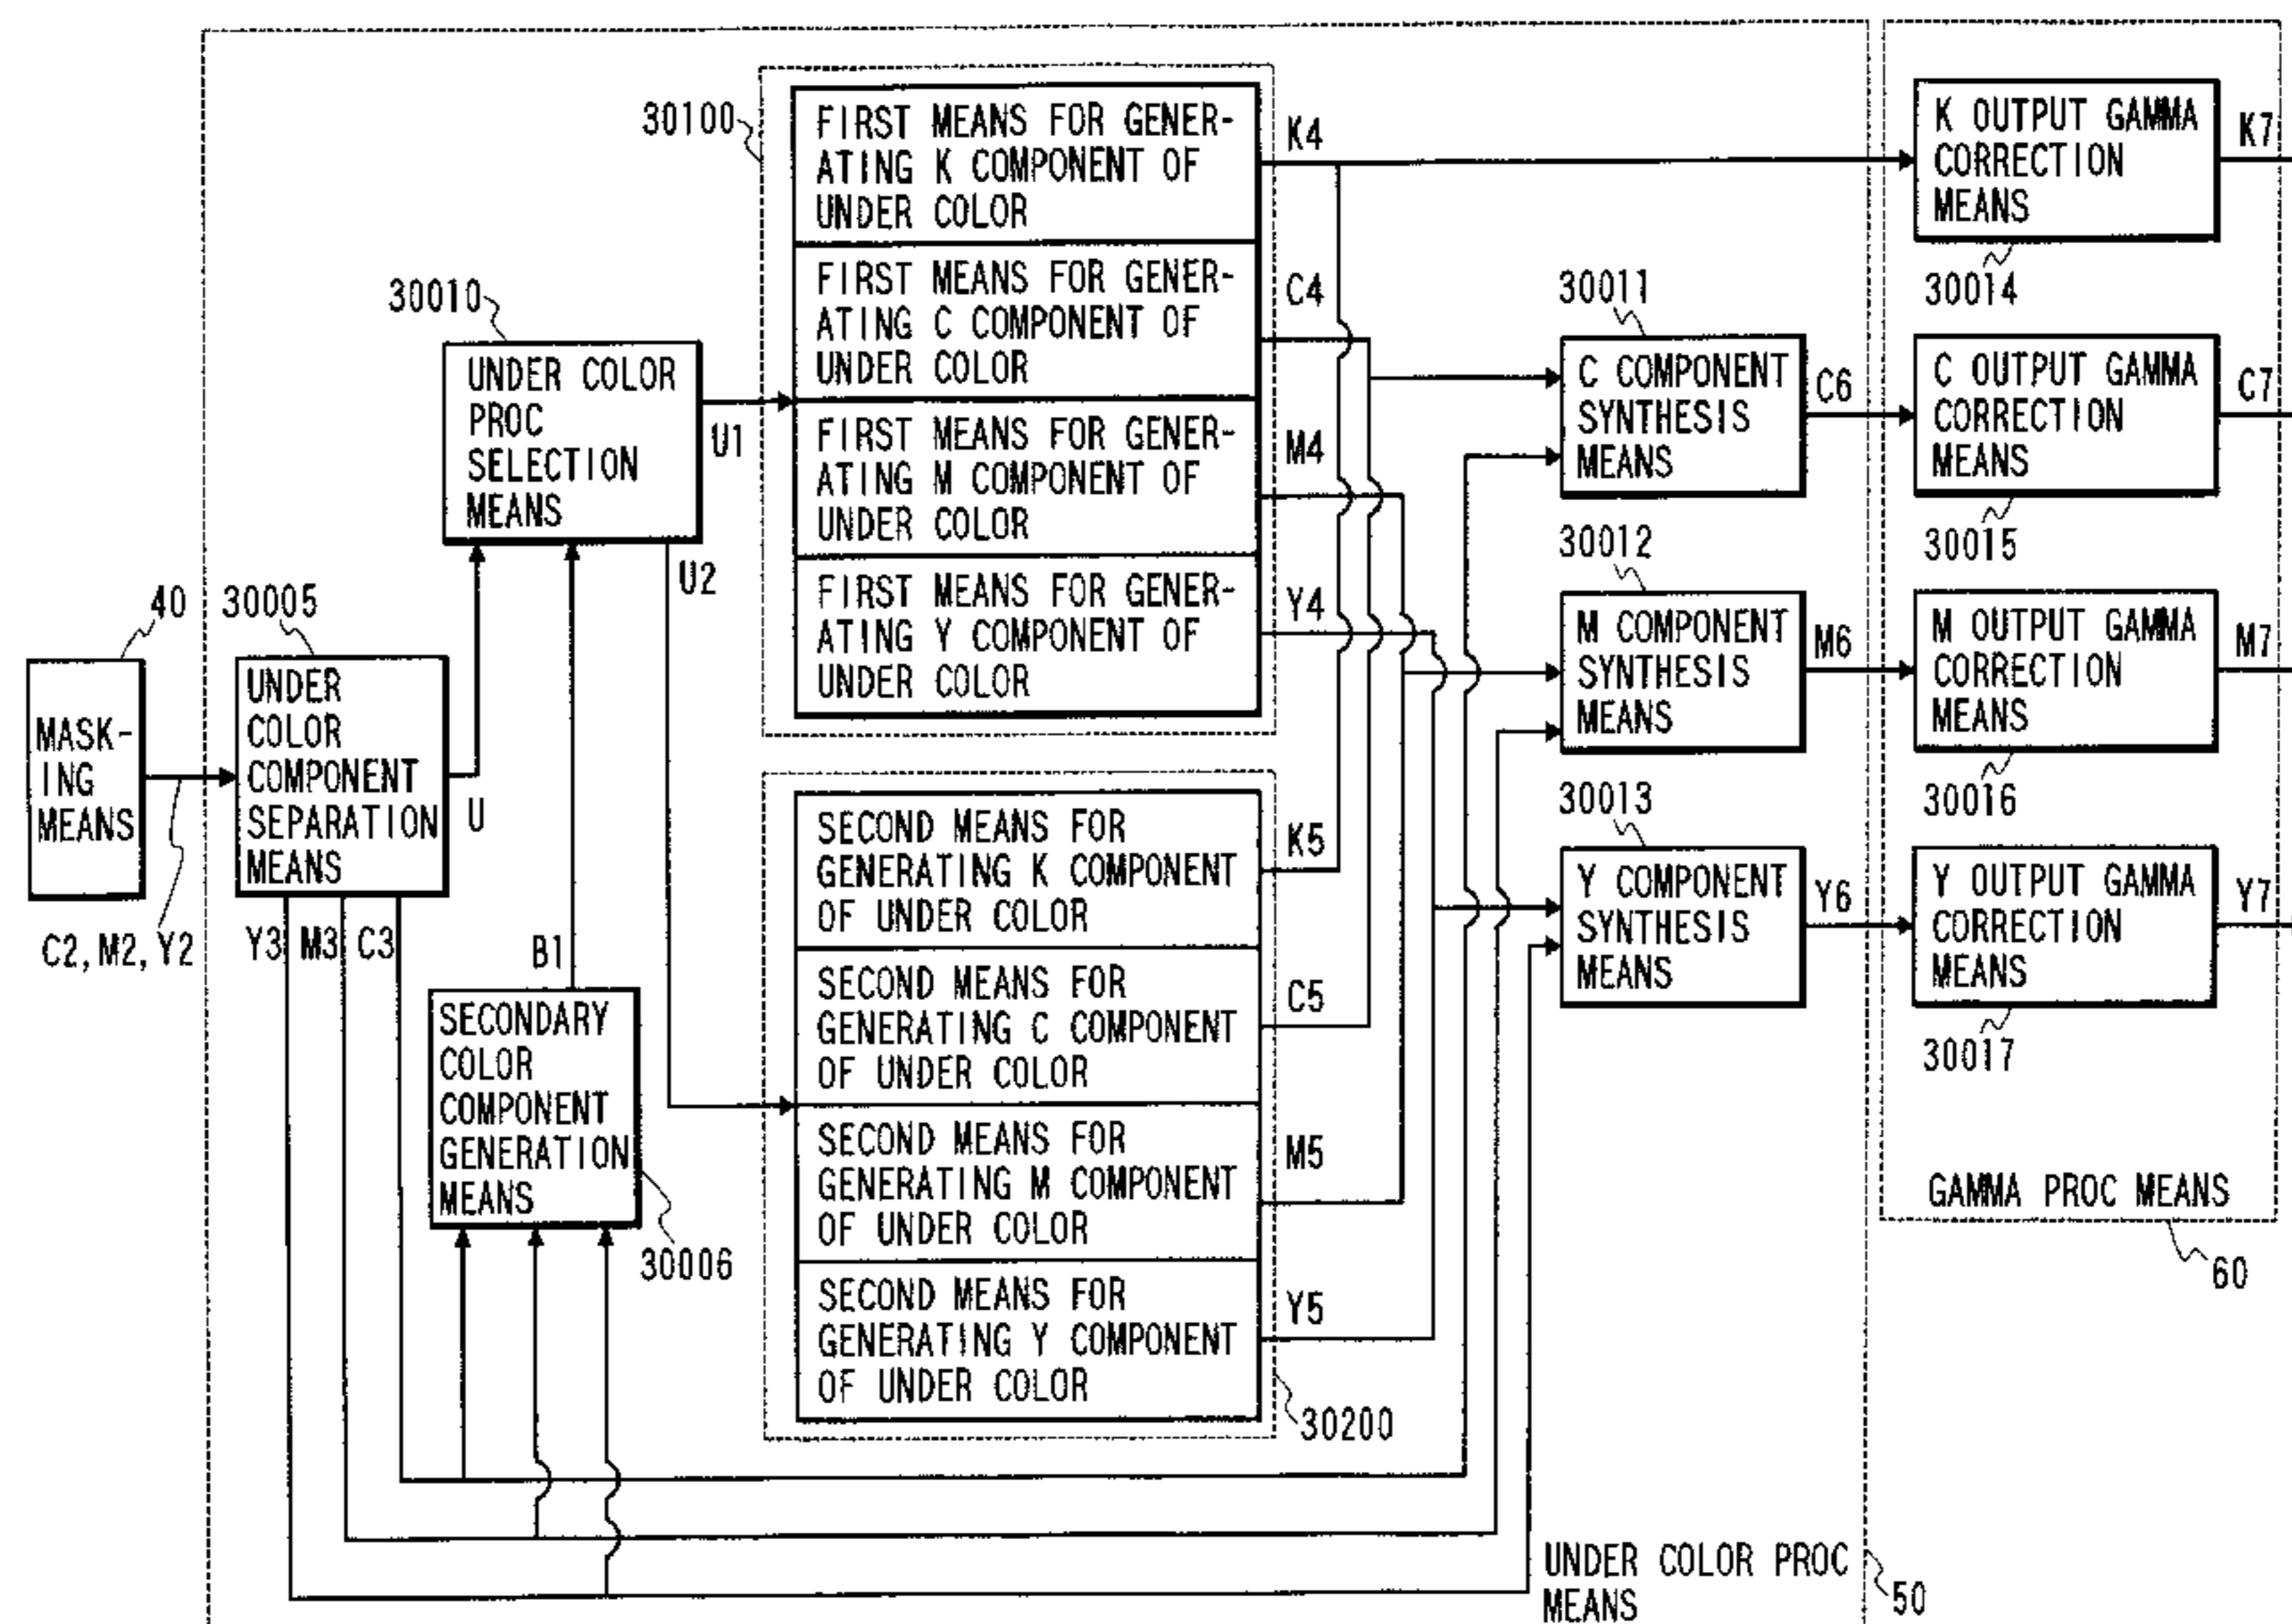 40
MASK-
ING
MEANS
C2, M2, Y2
30005
UNDER
COLOR
COMPONENT
SEPARATION
MEANS
U
Y3
M3
C3
30010
UNDER COLOR
PROC
SELECTION
MEANS
U1
U2
B1
SECONDARY
COLOR
COMPONENT
GENERATION
MEANS
30006
30100
FIRST MEANS FOR GENER-
ATING K COMPONENT OF
UNDER COLOR
FIRST MEANS FOR GENER-
ATING C COMPONENT OF
UNDER COLOR
FIRST MEANS FOR GENER-
ATING M COMPONENT OF
UNDER COLOR
FIRST MEANS FOR GENER-
ATING Y COMPONENT OF
UNDER COLOR
K4
C4
M4
Y4
SECOND MEANS FOR
GENERATING K COMPONENT
OF UNDER COLOR
SECOND MEANS FOR
GENERATING C COMPONENT
OF UNDER COLOR
SECOND MEANS FOR
GENERATING M COMPONENT
OF UNDER COLOR
SECOND MEANS FOR
GENERATING Y COMPONENT
OF UNDER COLOR
K5
C5
M5
Y5
30200
30011
C COMPONENT
SYNTHESIS
MEANS
C6
30012
M COMPONENT
SYNTHESIS
MEANS
M6
30013
Y COMPONENT
SYNTHESIS
MEANS
Y6
UNDER COLOR PROC
MEANS
50
K OUTPUT GAMMA
CORRECTION
MEANS
30014
K7
C OUTPUT GAMMA
CORRECTION
MEANS
30015
C7
M OUTPUT GAMMA
CORRECTION
MEANS
30016
M7
Y OUTPUT GAMMA
CORRECTION
MEANS
30017
Y7
GAMMA PROC MEANS
60